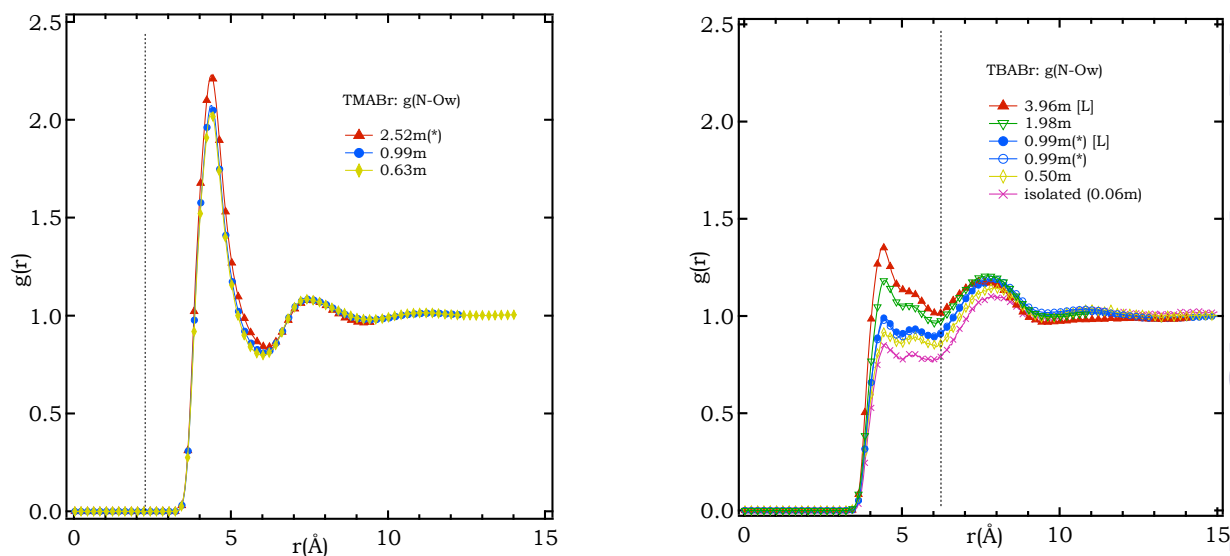 2.5
2.0
1.5
1.0
0.5
0.0
g(r)
0
5
10
15
r(Å)
TMABr: g(N-Ow)
2.52m(*)
0.99m
0.63m
2.5
2.0
1.5
1.0
0.5
0.0
g(r)
0
5
10
15
r(Å)
TBABr: g(N-Ow)
3.96m [L]
1.98m
0.99m(*) [L]
0.99m(*)
0.50m
isolated (0.06m)